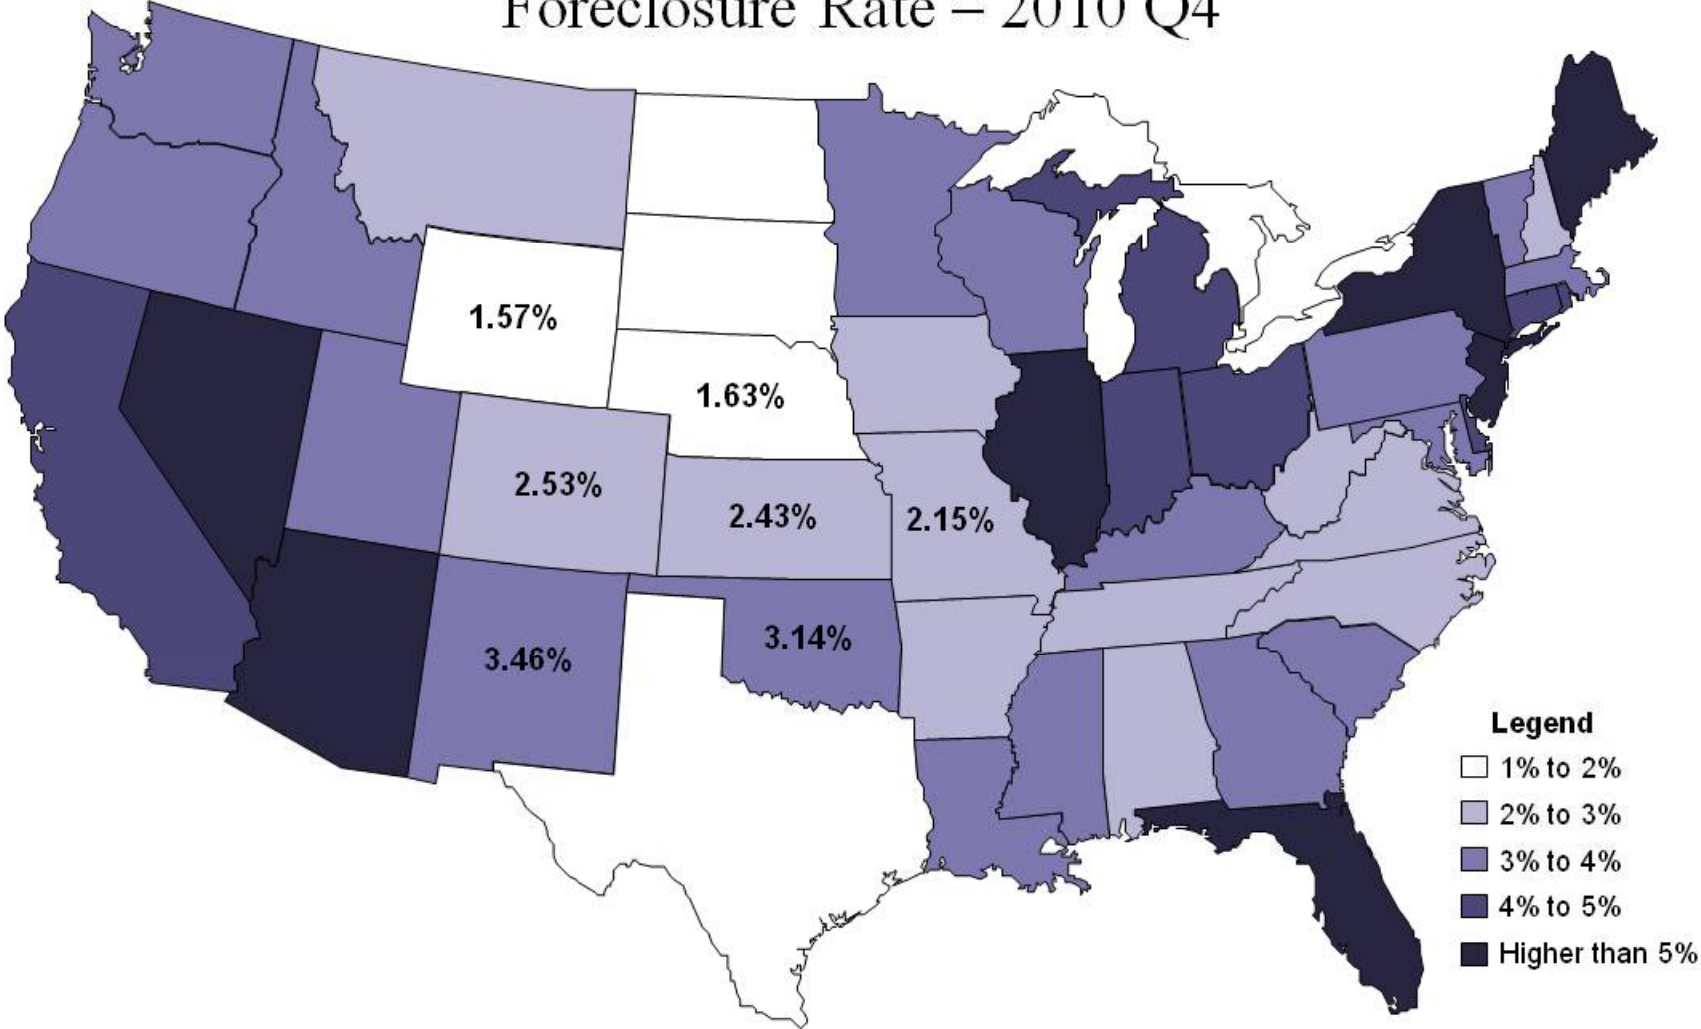 Foreclosure Rate – 2010 Q4
1.57%
1.63%
2.53%
2.43%
2.15%
3.14%
3.46%
Legend
1% to 2%
2% to 3%
3% to 4%
4% to 5%
Higher than 5%